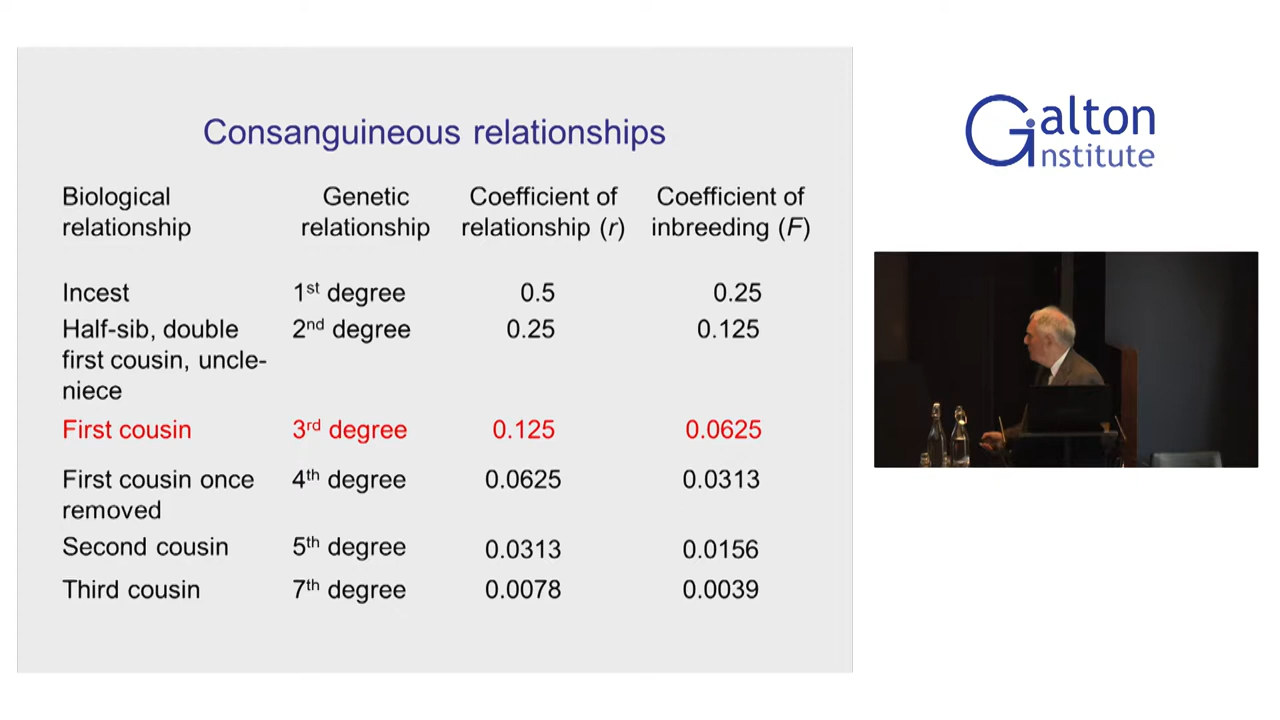 Consanguineous relationships
Biological relationship
Genetic relationship
Coefficient of relationship (r)
Coefficient of inbreeding (F)
Incest 1st degree 0.5 0.25
Half-sib, double first cousin, uncle-niece 2nd degree 0.25 0.125
First cousin 3rd degree 0.125 0.0625
First cousin once removed 4th degree 0.0625 0.0313
Second cousin 5th degree 0.0313 0.0156
Third cousin 7th degree 0.0078 0.0039
Galton
institute